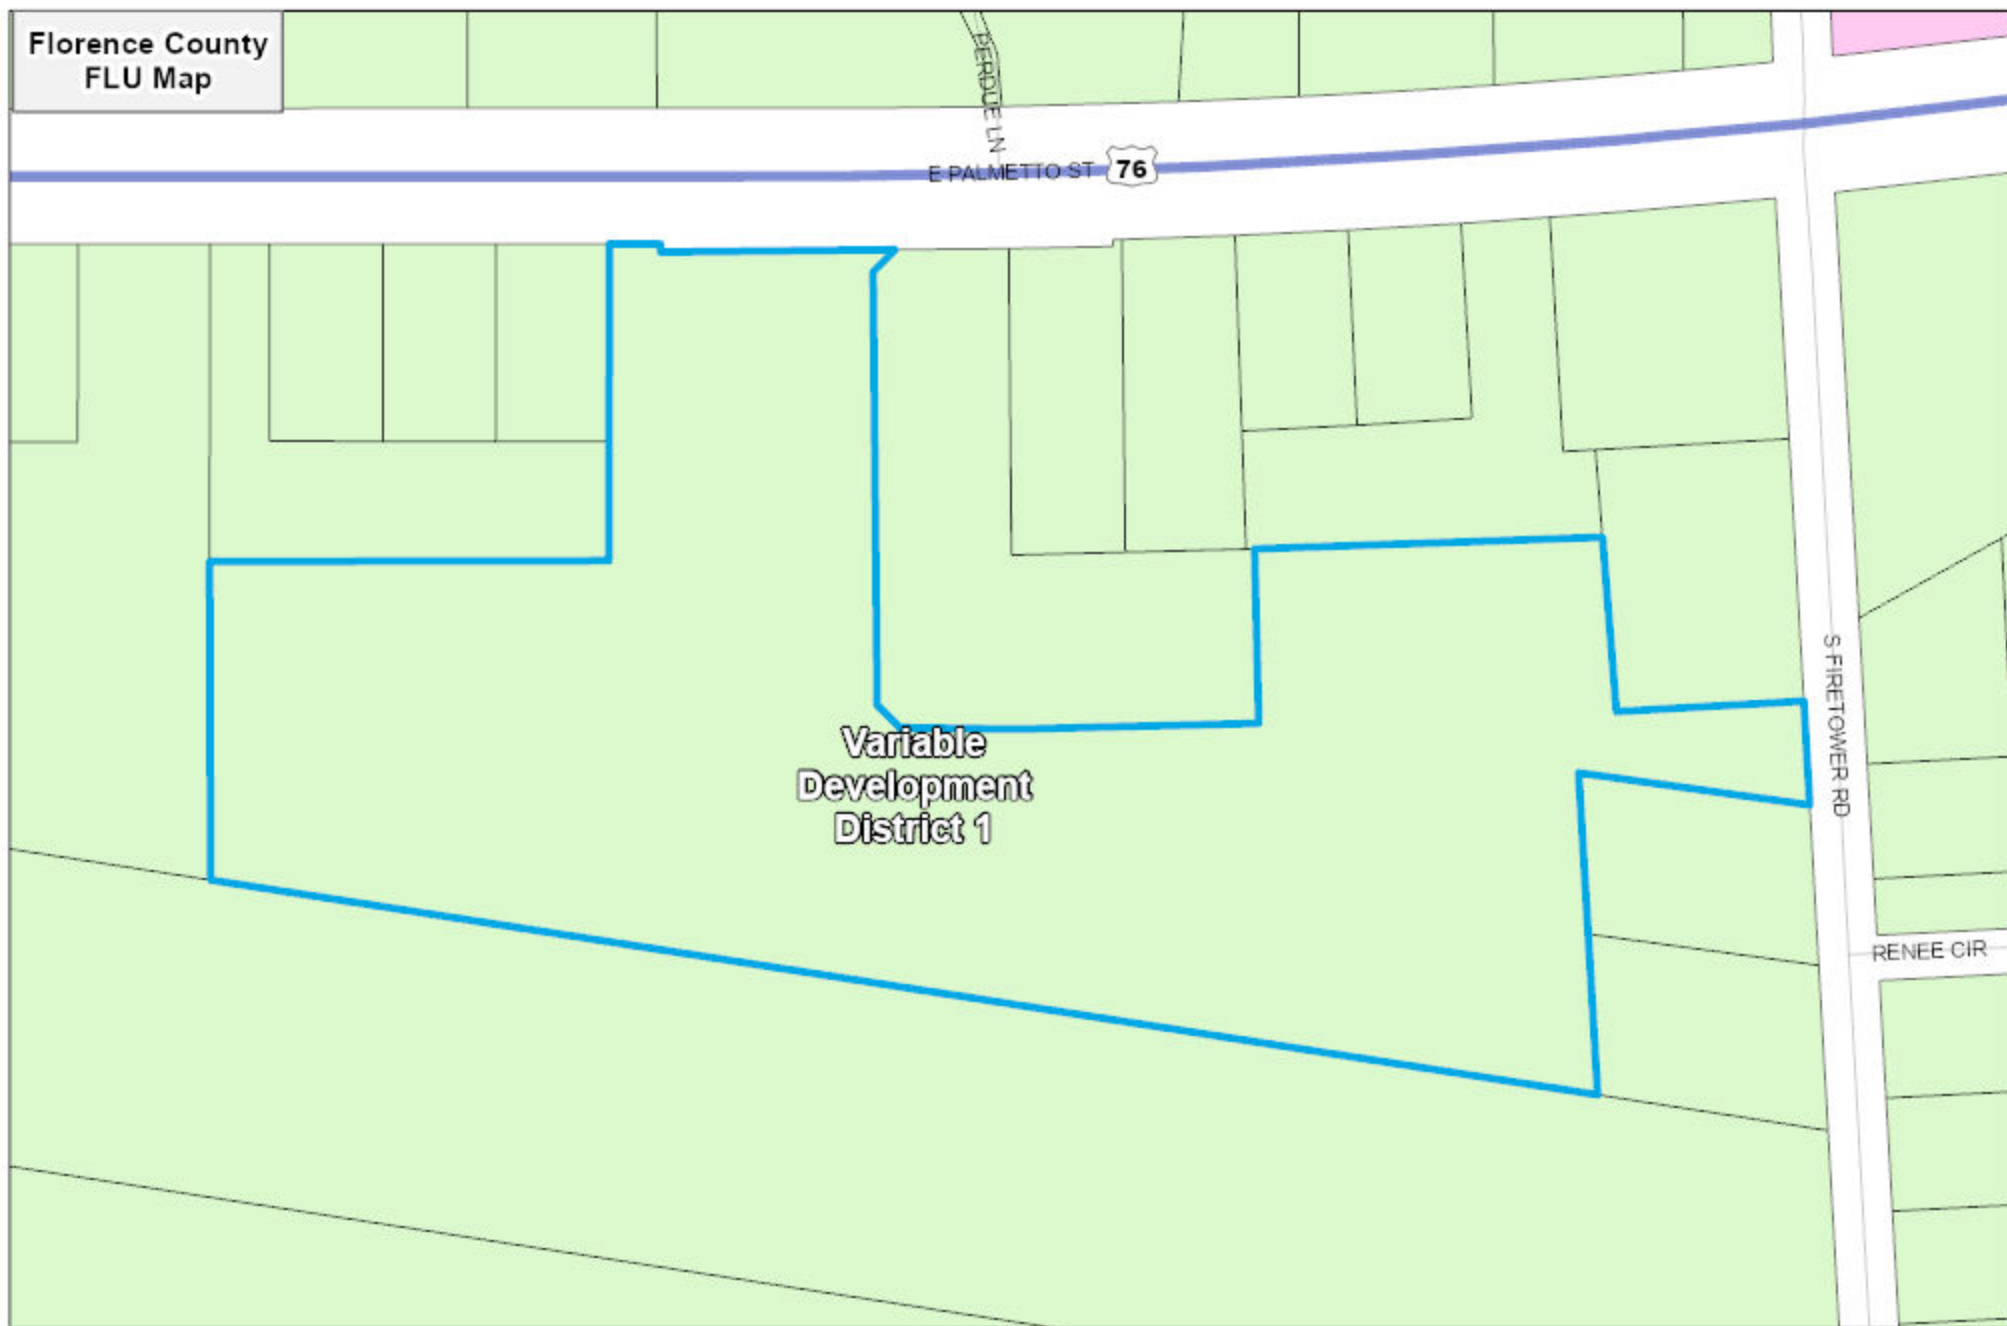 Florence County
FLU Map
PERDUE LN
E PALMETTO ST
76
S FIRETOWER RD
Variable
Development
District 1
RENEE CIR